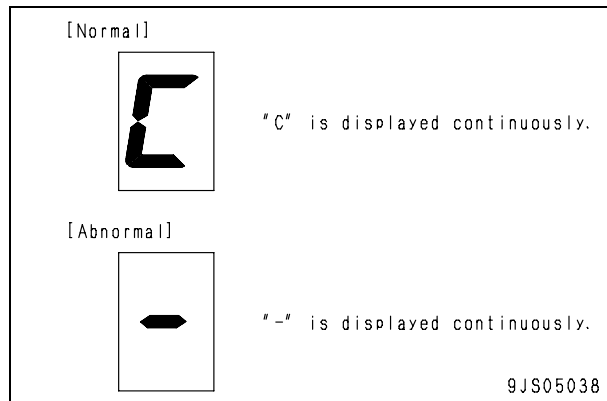 [Normal]
C
"C" is displayed continuously.
[Abnormal]
-
"-" is displayed continuously.
9JS05038